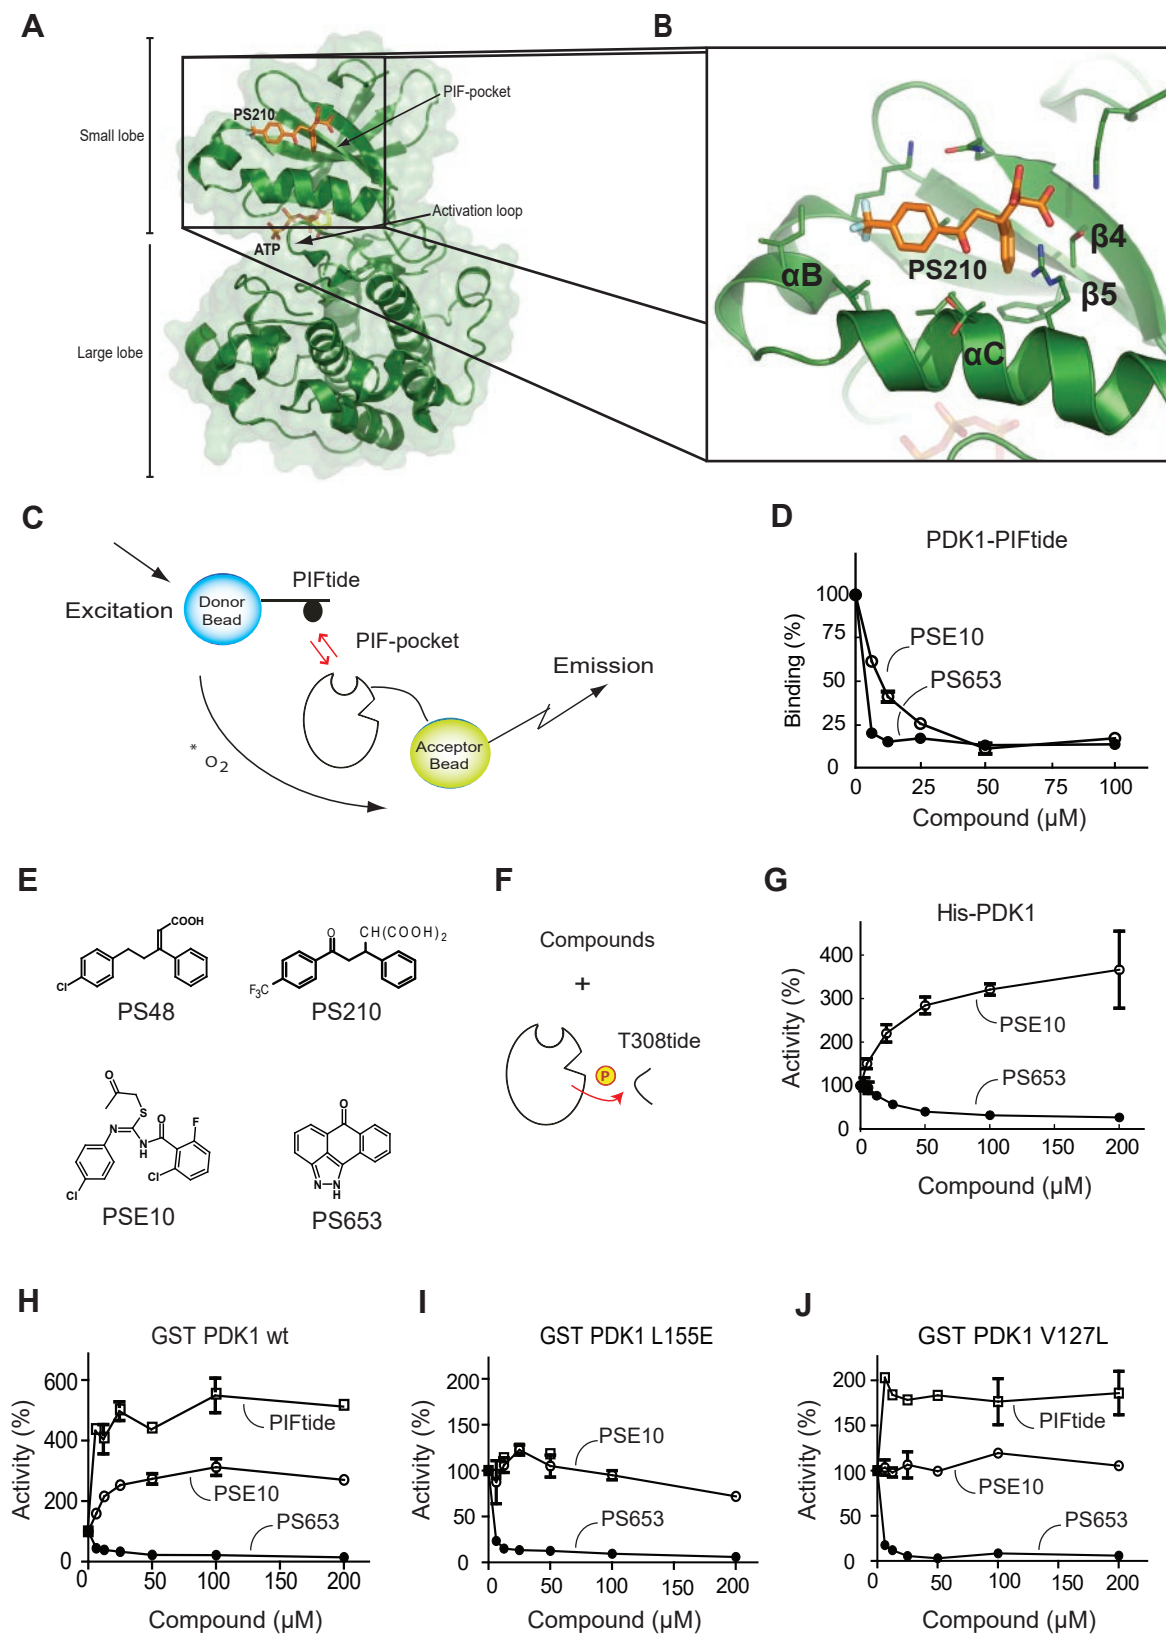 A
B
PS210
PIF-pocket
Small lobe
Activation loop
ATP
Large lobe
αB
PS210
β4
β5
αC
C
Excitation
Donor
Bead
PIFtide
PIF-pocket
Emission
*
O2
Acceptor
Bead
D
PDK1-PIFtide
Binding (%)
100
75
50
25
0
PSE10
PS653
0 25 50 75 100
Compound (µM)
E
COOH
Cl
PS48
O
CH(COOH)2
F3C
PS210
O
S
N
N
H
O
F
Cl
Cl
PSE10
O
N N
H
PS653
F
Compounds
+
T308tide
P
G
His-PDK1
Activity (%)
400
300
200
100
0
PSE10
PS653
0 50 100 150 200
Compound (µM)
H
GST PDK1 wt
Activity (%)
600
400
200
0
PIFtide
PSE10
PS653
0 50 100 150 200
Compound (µM)
I
GST PDK1 L155E
Activity (%)
200
150
100
50
0
PSE10
PS653
0 50 100 150 200
Compound (µM)
J
GST PDK1 V127L
Activity (%)
200
150
100
50
0
PIFtide
PSE10
PS653
0 50 100 150 200
Compound (µM)